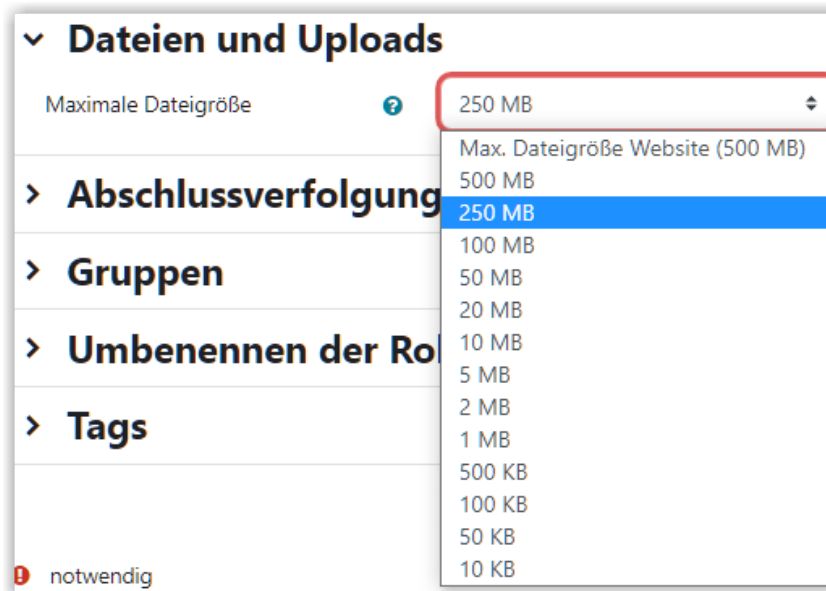 Dateien und Uploads
Maximale Dateigröße
250 MB
Max. Dateigröße Website (500 MB)
500 MB
250 MB
100 MB
50 MB
20 MB
10 MB
5 MB
2 MB
1 MB
500 KB
100 KB
50 KB
10 KB
Abschlussverfolgung
Gruppen
Umbenennen der
Tags
notwendig